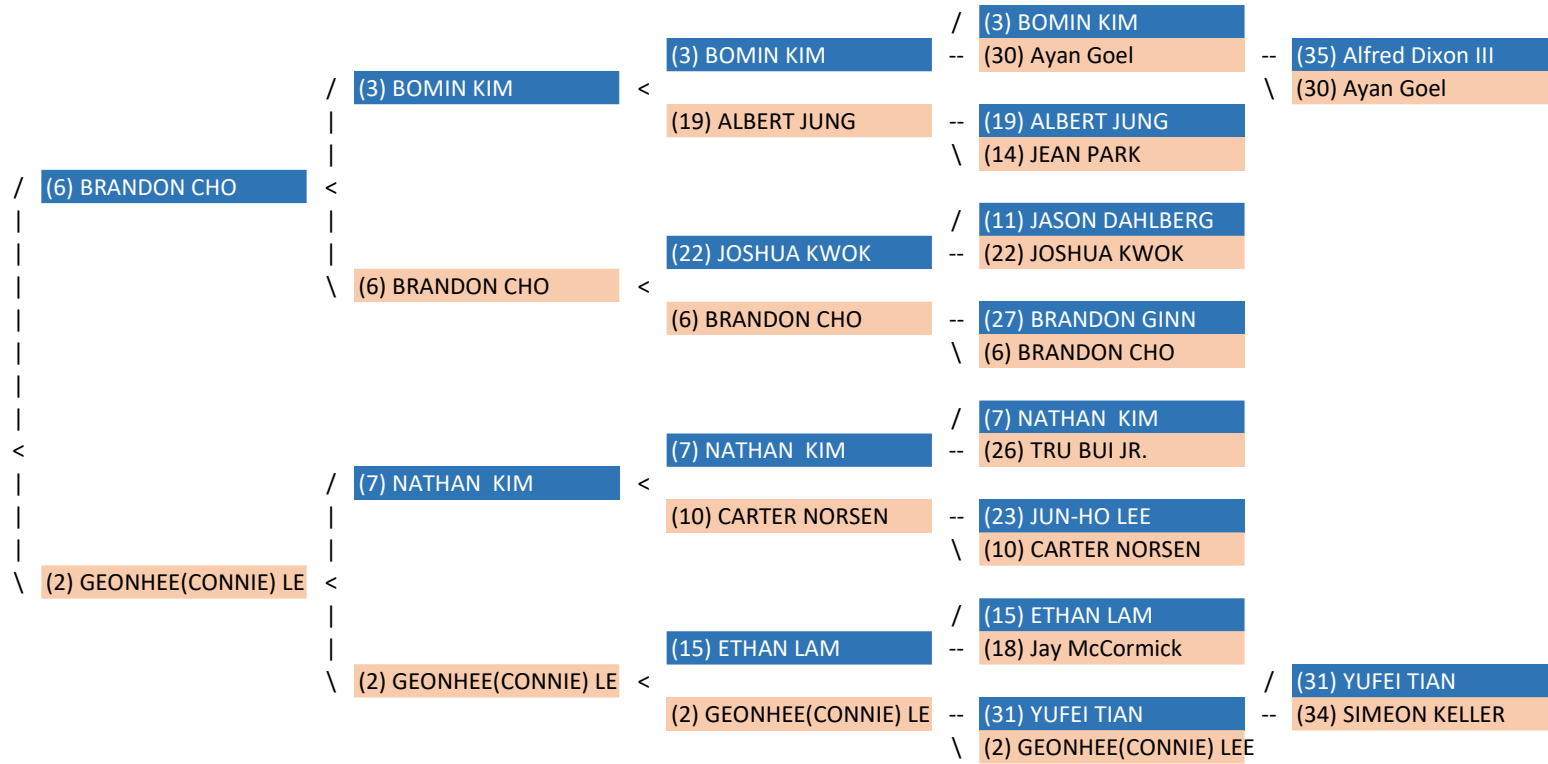 / (3) BOMIN KIM
(3) BOMIN KIM -- (30) Ayan Goel -- (35) Alfred Dixon III
/ (3) BOMIN KIM < \ (30) Ayan Goel
| (19) ALBERT JUNG -- (19) ALBERT JUNG
| \ (14) JEAN PARK
/ (6) BRANDON CHO <
| | / (11) JASON DAHLBERG
| | (22) JOSHUA KWOK -- (22) JOSHUA KWOK
| \ (6) BRANDON CHO <
| (6) BRANDON CHO -- (27) BRANDON GINN
| \ (6) BRANDON CHO
|
| / (7) NATHAN  KIM
< (7) NATHAN  KIM -- (26) TRU BUI JR.
| / (7) NATHAN  KIM <
| | (10) CARTER NORSEN -- (23) JUN-HO LEE
| | \ (10) CARTER NORSEN
\ (2) GEONHEE(CONNIE) LE <
| / (15) ETHAN LAM
| (15) ETHAN LAM -- (18) Jay McCormick
\ (2) GEONHEE(CONNIE) LE < / (31) YUFEI TIAN
(2) GEONHEE(CONNIE) LE -- (31) YUFEI TIAN -- (34) SIMEON KELLER
\ (2) GEONHEE(CONNIE) LEE